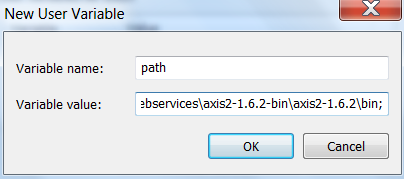 New User Variable
Variable name: path
Variable value: ebservices\axis2-1.6.2-bin\axis2-1.6.2\bin;
OK Cancel